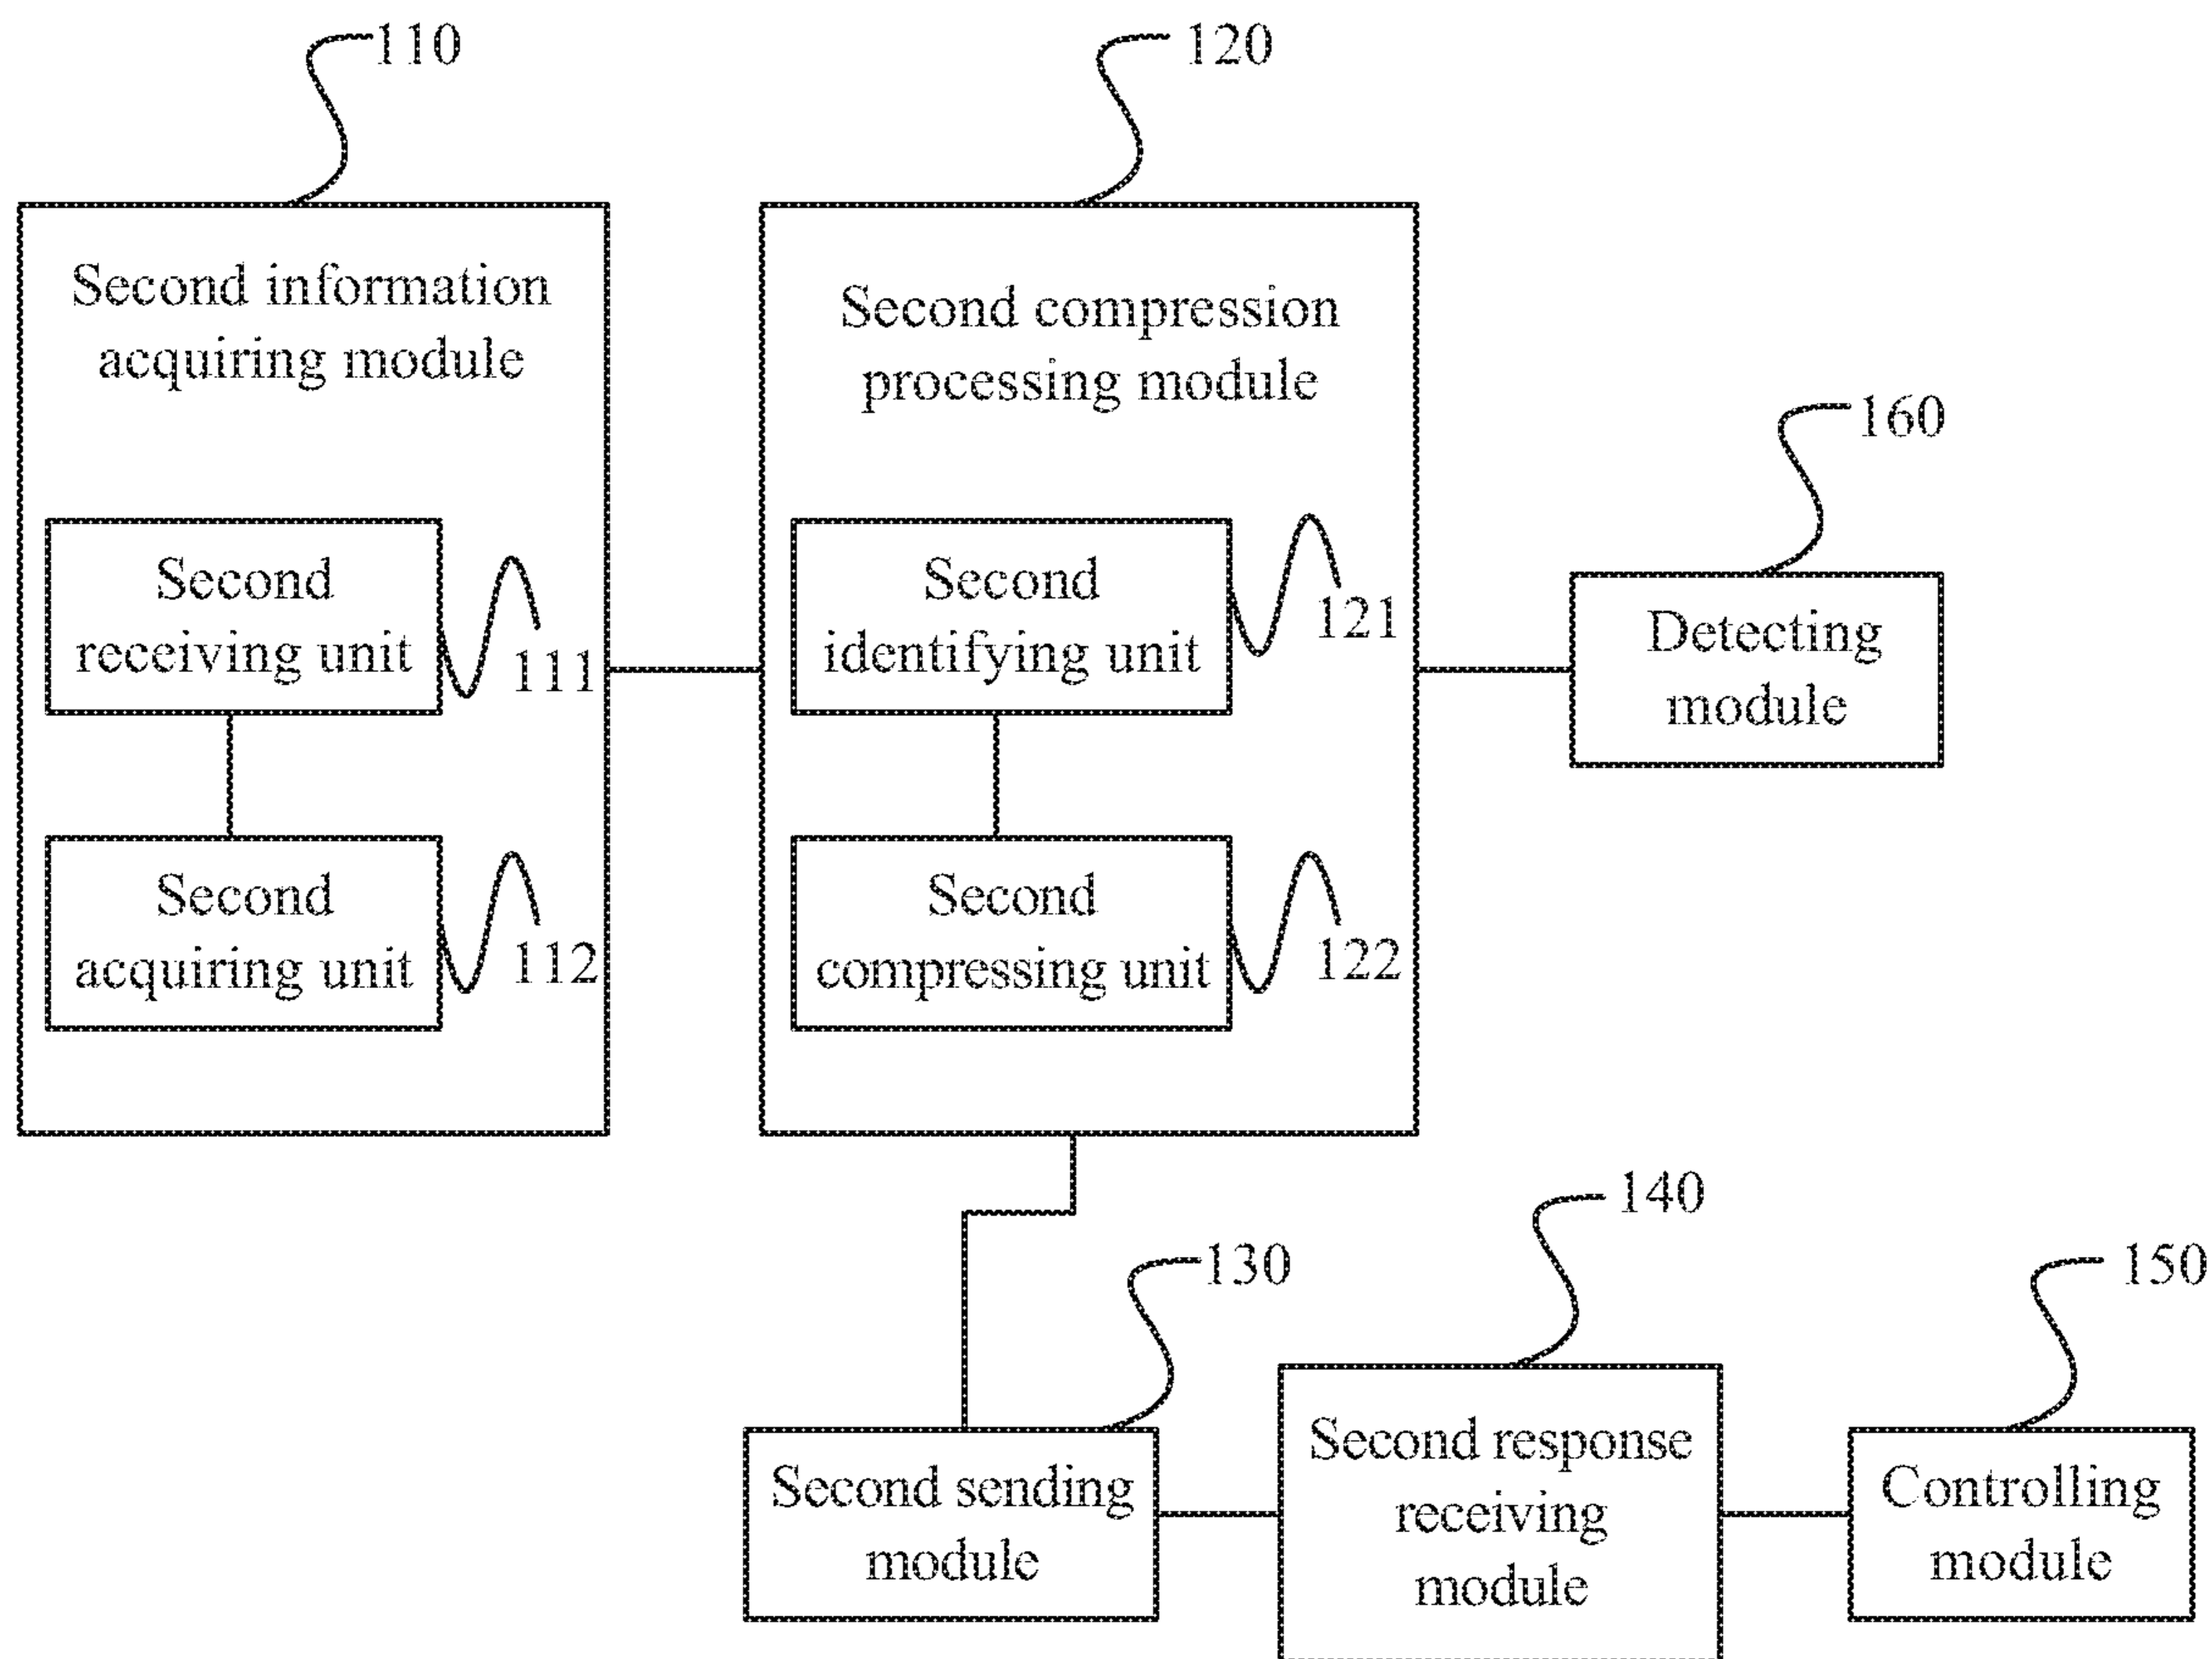 110
120
Second information
acquiring module
Second compression
processing module
160
Second
receiving unit
111
Second
identifying unit
121
Detecting
module
Second
acquiring unit
112
Second
compressing unit
122
140
130
150
Second sending
module
Second response
receiving
module
Controlling
module